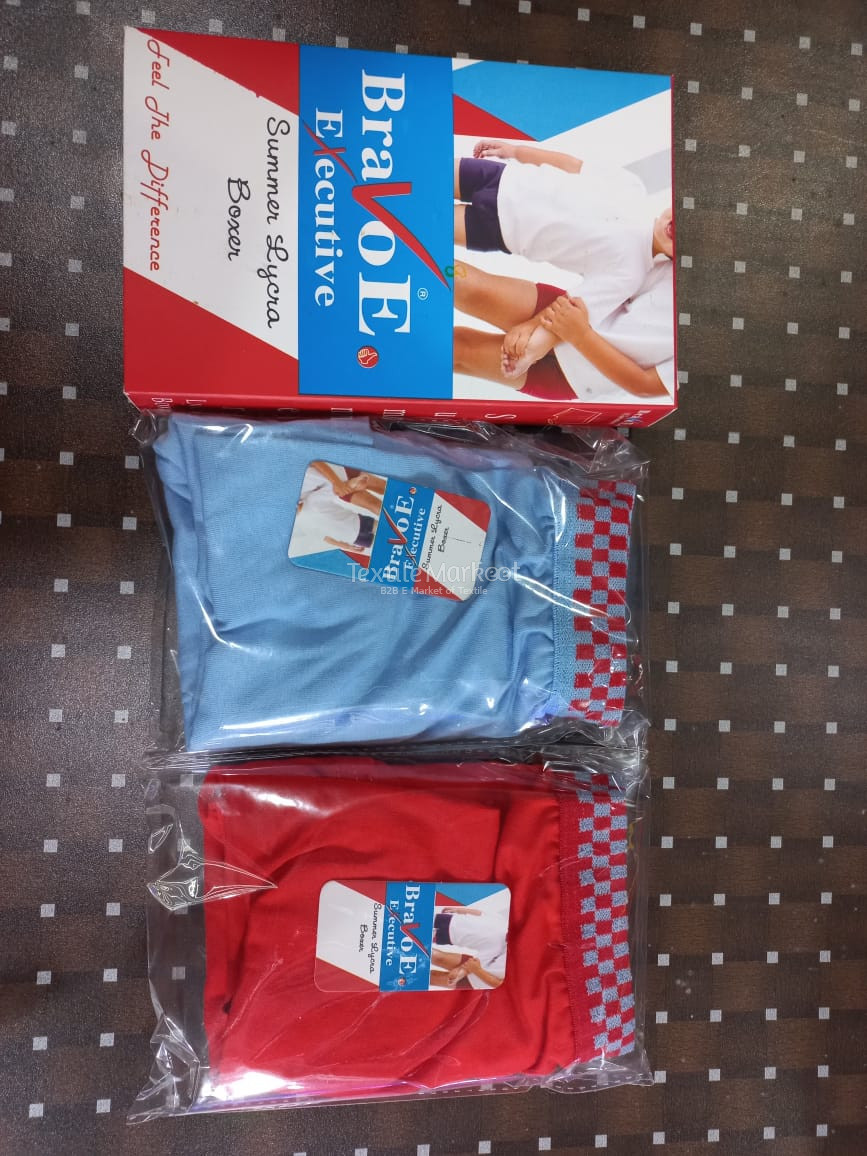 BraVoE®
Executive
Summer Lycra
Boxer
Feel The Difference
BraVoE
Executive
Summer Lycra
Boxer
TextileMarkeet
B2B E Market of Textile
BraVoE
Executive
Summer Lycra
Boxer